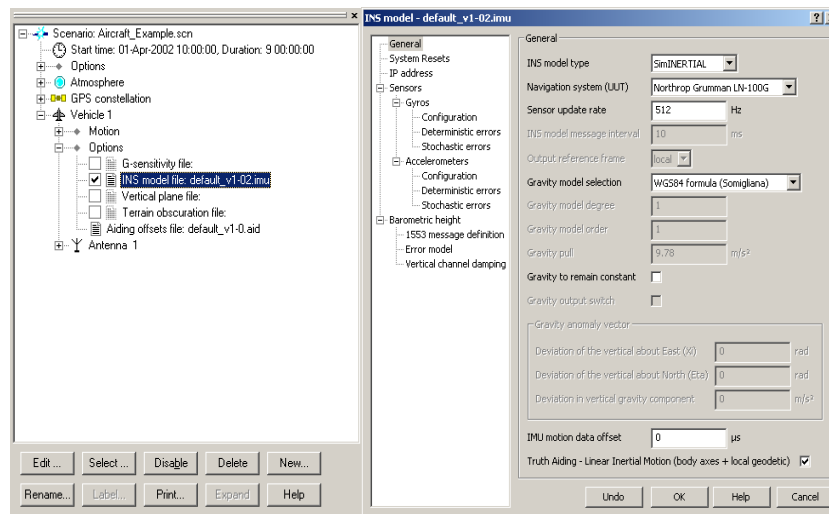 Scenario: Aircraft_Example.scn
Start time: 01-Apr-2002 10:00:00, Duration: 9 00:00:00
Options
Atmosphere
GPS constellation
Vehicle 1
Motion
Options
G-sensitivity file:
INS model file: default_v1-02.imu
Vertical plane file:
Terrain obscuration file:
Aiding offsets file: default_v1-0.aid
Antenna 1
Edit ...
Select ...
Disable
Delete
New...
Rename...
Label...
Print...
Expand
Help
INS model - default_v1-02.imu
General
System Resets
IP address
Sensors
Gyros
Configuration
Deterministic errors
Stochastic errors
Accelerometers
Configuration
Deterministic errors
Stochastic errors
Barometric height
1553 message definition
Error model
Vertical channel damping
General
INS model type SimINERTIAL
Navigation system (UUT) Northrop Grumman LN-100G
Sensor update rate 512 Hz
INS model message interval 10 ms
Output reference frame local
Gravity model selection WGS84 formula (Somigliana)
Gravity model degree 1
Gravity model order 1
Gravity pull 9.78 m/s²
Gravity to remain constant
Gravity output switch
Gravity anomaly vector
Deviation of the vertical about East (Xi) 0 rad
Deviation of the vertical about North (Eta) 0 rad
Deviation in vertical gravity component 0 m/s²
IMU motion data offset 0 µs
Truth Aiding - Linear Inertial Motion (body axes + local geodetic)
Undo
OK
Help
Cancel